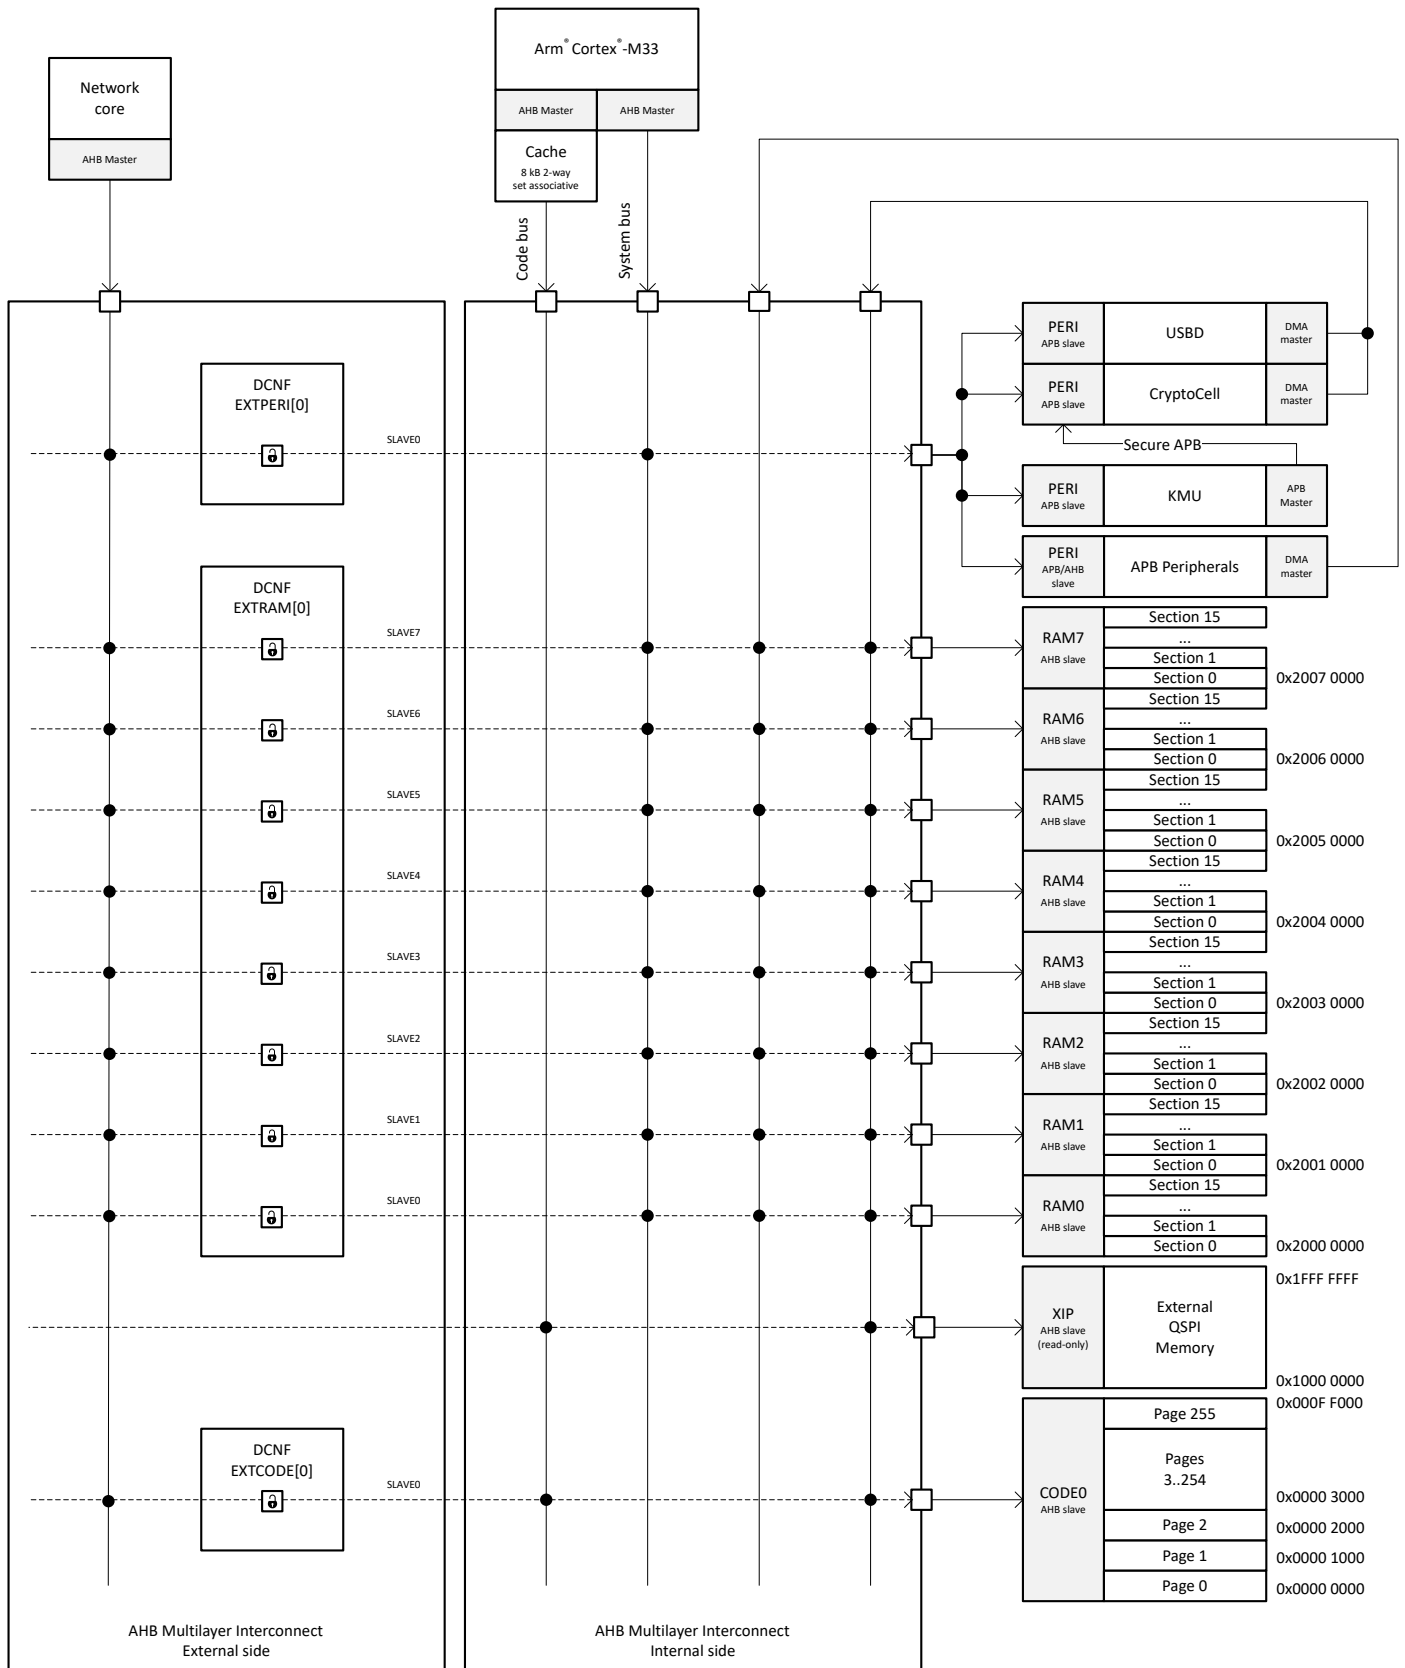 Arm® Cortex®-M33
AHB Master
AHB Master
Cache
8 kB 2-way
set associative
Network
core
AHB Master
Code bus
System bus
DCNF
EXTPERI[0]
SLAVE0
PERI
APB slave
USBD
DMA
master
PERI
APB slave
CryptoCell
DMA
master
Secure APB
PERI
APB slave
KMU
APB
Master
PERI
APB/AHB
slave
APB Peripherals
DMA
master
DCNF
EXTRAM[0]
SLAVE7
RAM7
AHB slave
Section 15
...
Section 1
Section 0
0x2007 0000
SLAVE6
RAM6
AHB slave
Section 15
...
Section 1
Section 0
0x2006 0000
SLAVE5
RAM5
AHB slave
Section 15
...
Section 1
Section 0
0x2005 0000
SLAVE4
RAM4
AHB slave
Section 15
...
Section 1
Section 0
0x2004 0000
SLAVE3
RAM3
AHB slave
Section 15
...
Section 1
Section 0
0x2003 0000
SLAVE2
RAM2
AHB slave
Section 15
...
Section 1
Section 0
0x2002 0000
SLAVE1
RAM1
AHB slave
Section 15
...
Section 1
Section 0
0x2001 0000
SLAVE0
RAM0
AHB slave
Section 15
...
Section 1
Section 0
0x2000 0000
XIP
AHB slave
(read-only)
External
QSPI
Memory
0x1FFF FFFF
0x1000 0000
DCNF
EXTCODE[0]
SLAVE0
CODE0
AHB slave
Page 255
0x000F F000
Pages
3..254
0x0000 3000
Page 2
0x0000 2000
Page 1
0x0000 1000
Page 0
0x0000 0000
AHB Multilayer Interconnect
External side
AHB Multilayer Interconnect
Internal side